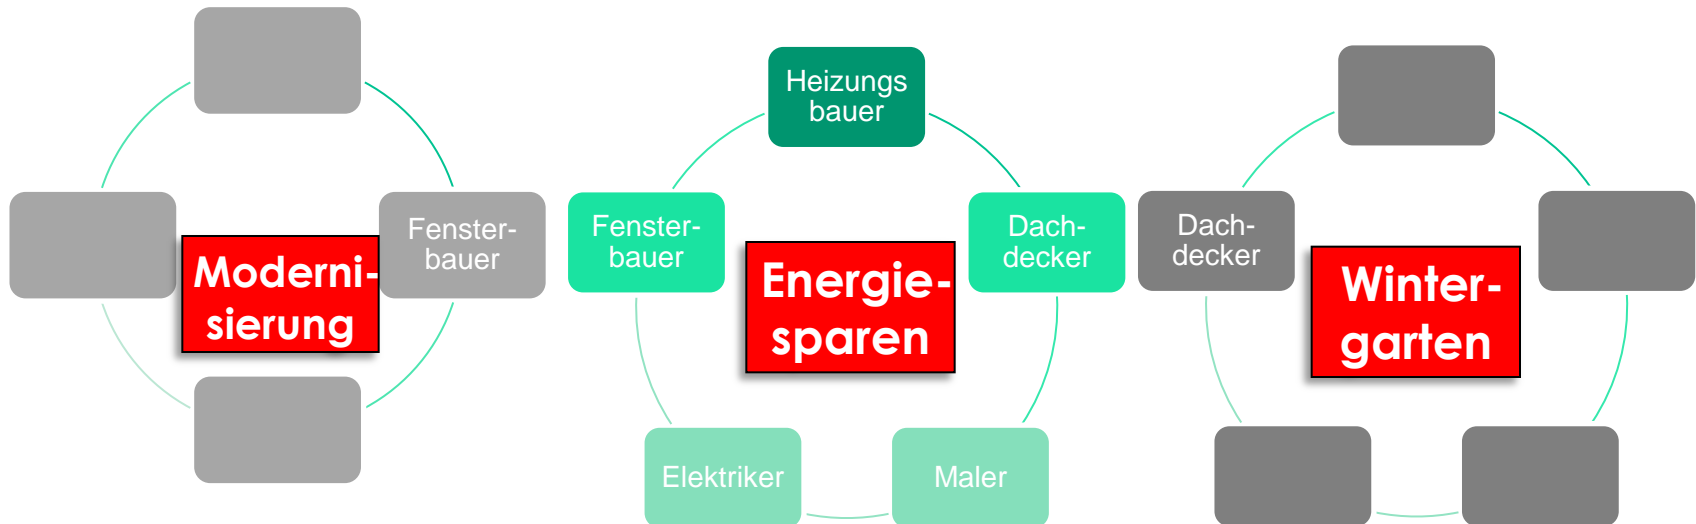 Fenster-
bauer
Moderni-
sierung
Heizungs
bauer
Fenster-
bauer
Dach-
decker
Energie-
sparen
Elektriker
Maler
Dach-
decker
Winter-
garten